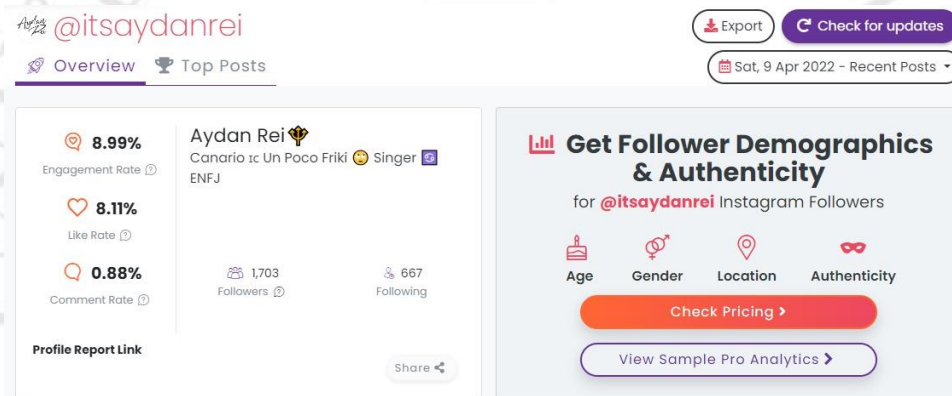 @itsaydanrei
Export
Check for updates
Overview
Top Posts
Sat, 9 Apr 2022 - Recent Posts
8.99%
Engagement Rate
8.11%
Like Rate
0.88%
Comment Rate
Profile Report Link
Aydan Rei
Canario ɪᴄ Un Poco Friki 🙄 Singer ♋
ENFJ
1,703
Followers
667
Following
Share
Get Follower Demographics
& Authenticity
for @itsaydanrei Instagram Followers
Age Gender Location Authenticity
Check Pricing
View Sample Pro Analytics